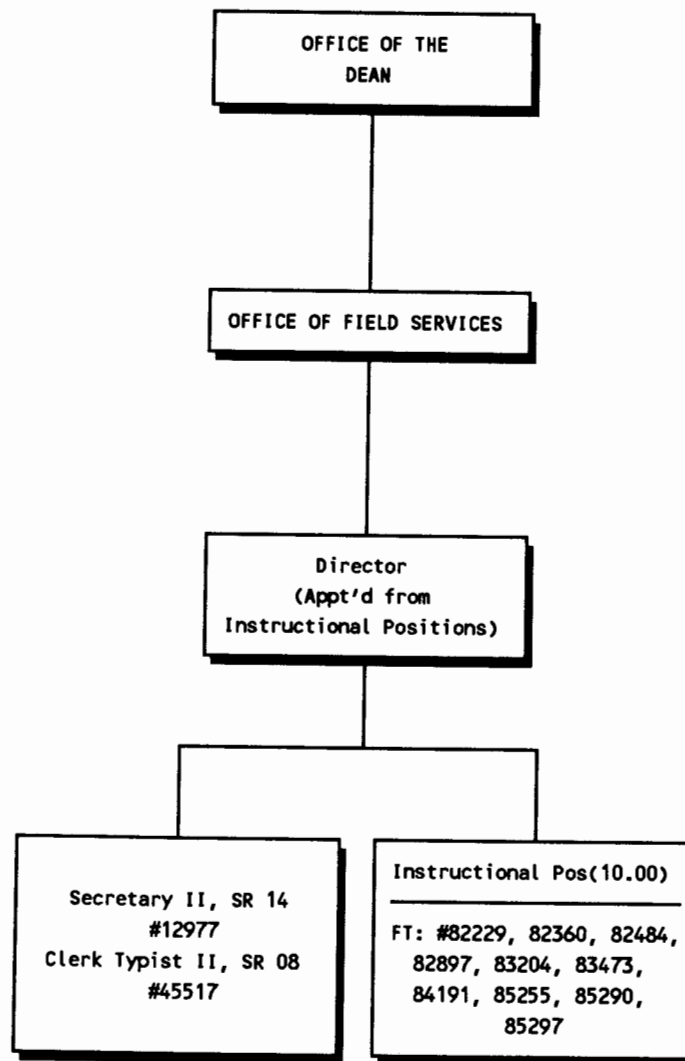 OFFICE OF THE
DEAN
OFFICE OF FIELD SERVICES
Director
(Appt'd from
Instructional Positions)
Secretary II, SR 14
#12977
Clerk Typist II, SR 08
#45517
Instructional Pos(10.00)
FT: #82229, 82360, 82484,
82897, 83204, 83473,
84191, 85255, 85290,
85297